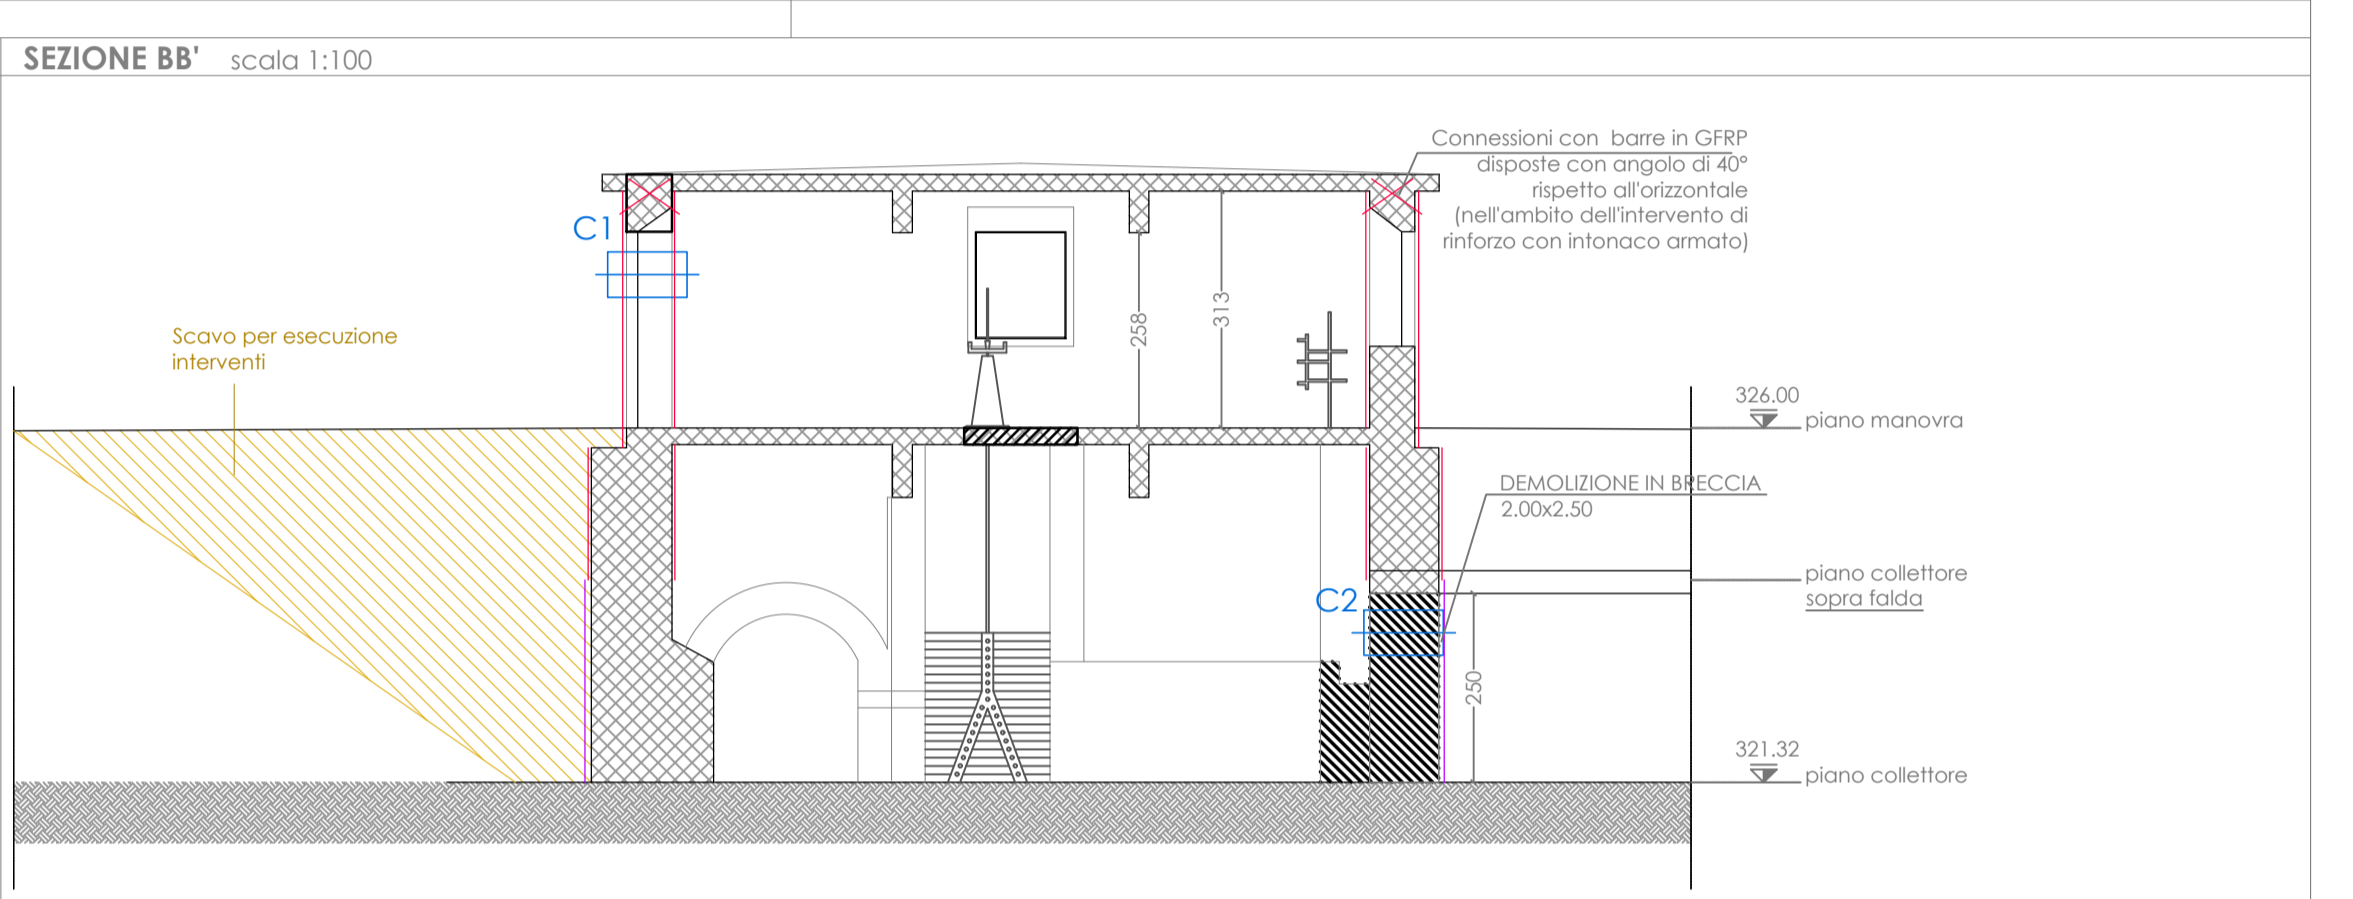 SEZIONE BB' scala 1:100
Connessioni con barre in GFRP
disposte con angolo di 40°
rispetto all'orizzontale
(nell'ambito dell'intervento di
rinforzo con intonaco armato)
C1
Scavo per esecuzione
interventi
258
313
326.00
piano manovra
DEMOLIZIONE IN BRECCIA
2.00x2.50
piano collettore
sopra falda
C2
250
321.32
piano collettore